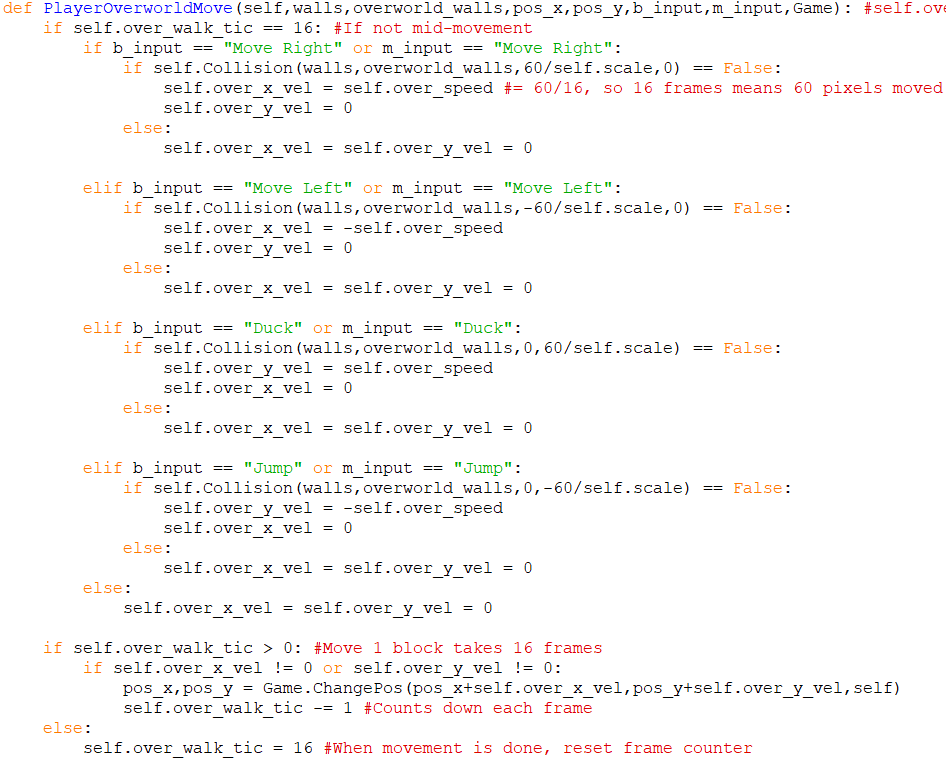 def PlayerOverworldMove(self,walls,overworld_walls,pos_x,pos_y,b_input,m_input,Game): #self.ove
if self.over_walk_tic == 16: #If not mid-movement
if b_input == "Move Right" or m_input == "Move Right":
if self.Collision(walls,overworld_walls,60/self.scale,0) == False:
self.over_x_vel = self.over_speed #= 60/16, so 16 frames means 60 pixels moved
self.over_y_vel = 0
else:
self.over_x_vel = self.over_y_vel = 0
elif b_input == "Move Left" or m_input == "Move Left":
if self.Collision(walls,overworld_walls,-60/self.scale,0) == False:
self.over_x_vel = -self.over_speed
self.over_y_vel = 0
else:
self.over_x_vel = self.over_y_vel = 0
elif b_input == "Duck" or m_input == "Duck":
if self.Collision(walls,overworld_walls,0,60/self.scale) == False:
self.over_y_vel = self.over_speed
self.over_x_vel = 0
else:
self.over_x_vel = self.over_y_vel = 0
elif b_input == "Jump" or m_input == "Jump":
if self.Collision(walls,overworld_walls,0,-60/self.scale) == False:
self.over_y_vel = -self.over_speed
self.over_x_vel = 0
else:
self.over_x_vel = self.over_y_vel = 0
else:
self.over_x_vel = self.over_y_vel = 0
if self.over_walk_tic > 0: #Move 1 block takes 16 frames
if self.over_x_vel != 0 or self.over_y_vel != 0:
pos_x,pos_y = Game.ChangePos(pos_x+self.over_x_vel,pos_y+self.over_y_vel,self)
self.over_walk_tic -= 1 #Counts down each frame
else:
self.over_walk_tic = 16 #When movement is done, reset frame counter